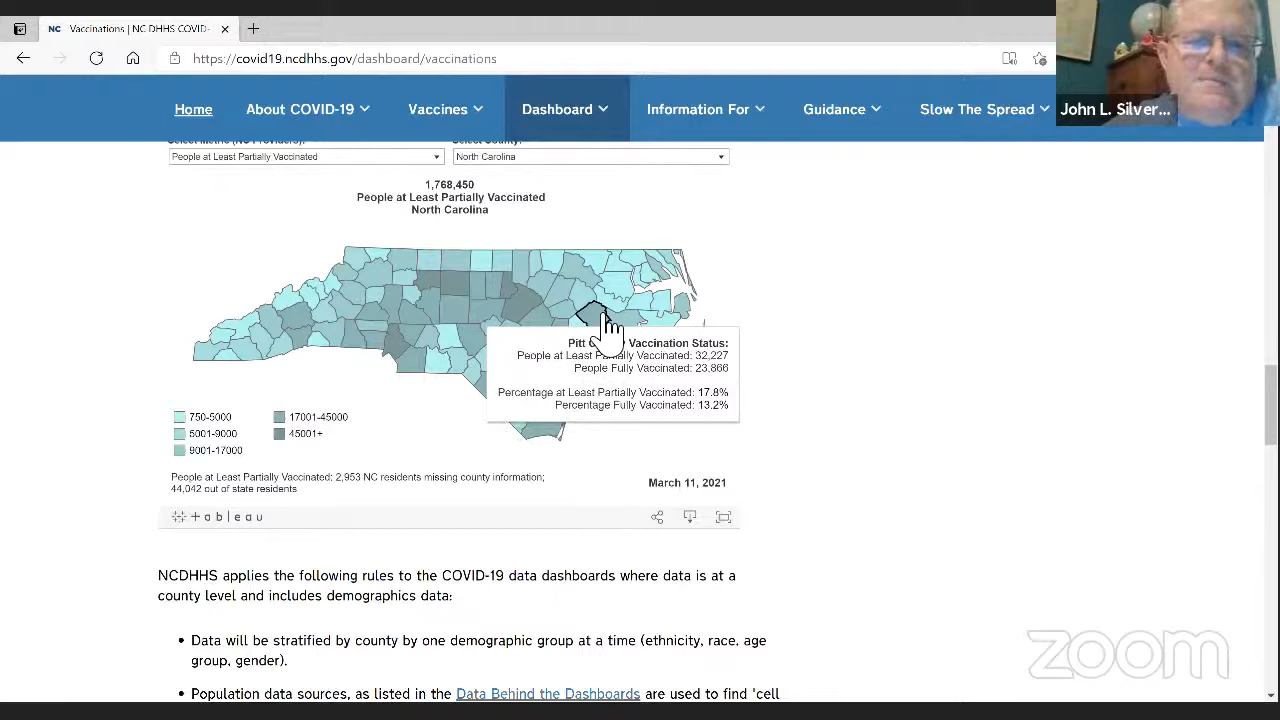 NC Vaccinations | NC DHHS COVID-
https://covid19.ncdhhs.gov/dashboard/vaccinations
Home About COVID-19 Vaccines Dashboard Information For Guidance Slow The Spread
John L. Silver...
Select Metric (NC Providers): Select County:
People at Least Partially Vaccinated North Carolina
1,768,450
People at Least Partially Vaccinated
North Carolina
Pitt Vaccination Status:
People at Least Partially Vaccinated: 32,227
People Fully Vaccinated: 23,866
Percentage at Least Partially Vaccinated: 17.8%
Percentage Fully Vaccinated: 13.2%
750-5000 17001-45000
5001-9000 45001+
9001-17000
People at Least Partially Vaccinated: 2,953 NC residents missing county information;
44,042 out of state residents
March 11, 2021
+ a b l e a u
NCDHHS applies the following rules to the COVID-19 data dashboards where data is at a
county level and includes demographics data:
• Data will be stratified by county by one demographic group at a time (ethnicity, race, age
group, gender).
• Population data sources, as listed in the Data Behind the Dashboards are used to find 'cell
zoom